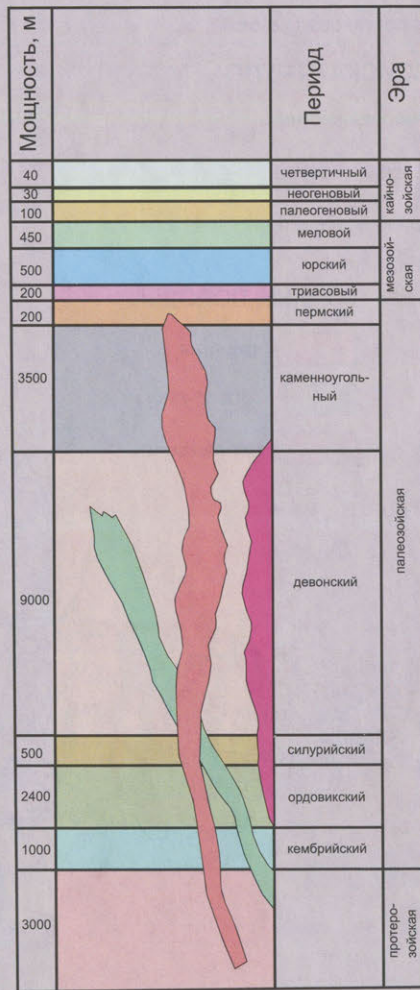 Мощность, м
Период
Эра
40
четвертичный
кайно-
зойская
30
неогеновый
100
палеогеновый
450
меловой
мезозой-
ская
500
юрский
200
триасовый
200
пермский
палеозойская
3500
каменноуголь-
ный
9000
девонский
500
силурийский
2400
ордовикский
1000
кембрийский
3000
протеро-
зойская